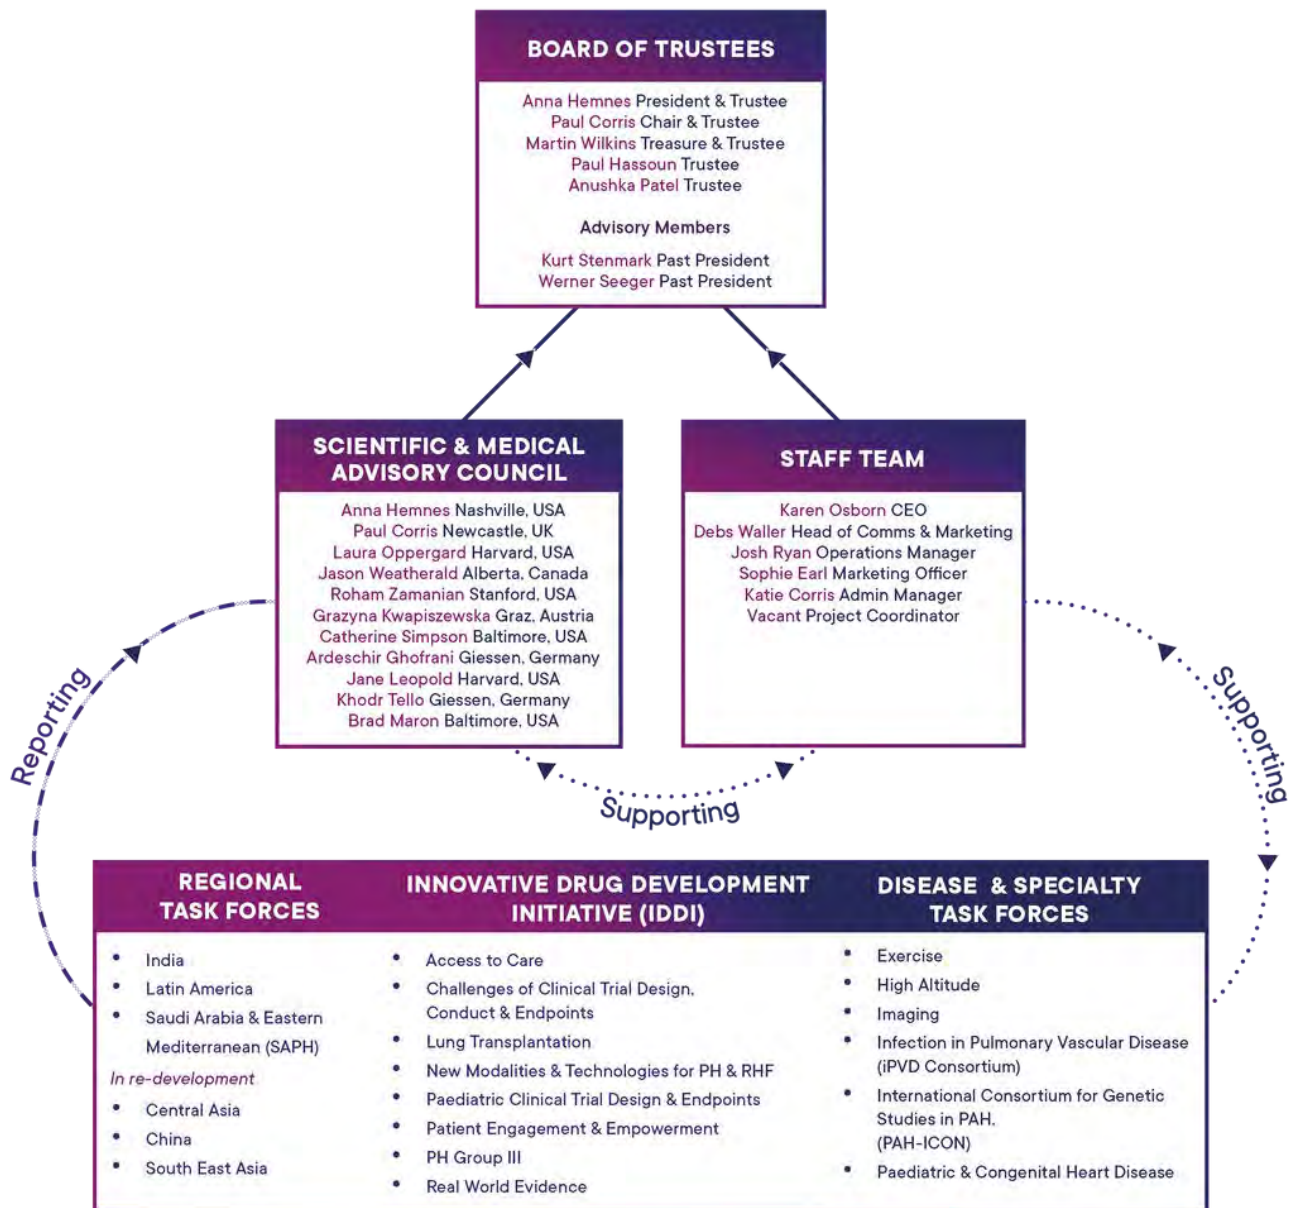 BOARD OF TRUSTEES
Anna Hemnes President & Trustee
Paul Corris Chair & Trustee
Martin Wilkins Treasure & Trustee
Paul Hassoun Trustee
Anushka Patel Trustee
Advisory Members
Kurt Stenmark Past President
Werner Seeger Past President
SCIENTIFIC & MEDICAL
ADVISORY COUNCIL
Anna Hemnes Nashville, USA
Paul Corris Newcastle, UK
Laura Oppergard Harvard, USA
Jason Weatherald Alberta, Canada
Roham Zamanian Stanford, USA
Grazyna Kwapiszewska Graz, Austria
Catherine Simpson Baltimore, USA
Ardeschir Ghofrani Giessen, Germany
Jane Leopold Harvard, USA
Khodr Tello Giessen, Germany
Brad Maron Baltimore, USA
STAFF TEAM
Karen Osborn CEO
Debs Waller Head of Comms & Marketing
Josh Ryan Operations Manager
Sophie Earl Marketing Officer
Katie Corris Admin Manager
Vacant Project Coordinator
Reporting
Supporting
Supporting
REGIONAL
TASK FORCES
• India
• Latin America
• Saudi Arabia & Eastern
Mediterranean (SAPH)
In re-development
• Central Asia
• China
• South East Asia
INNOVATIVE DRUG DEVELOPMENT
INITIATIVE (IDDI)
• Access to Care
• Challenges of Clinical Trial Design,
Conduct & Endpoints
• Lung Transplantation
• New Modalities & Technologies for PH & RHF
• Paediatric Clinical Trial Design & Endpoints
• Patient Engagement & Empowerment
• PH Group III
• Real World Evidence
DISEASE & SPECIALTY
TASK FORCES
• Exercise
• High Altitude
• Imaging
• Infection in Pulmonary Vascular Disease
(iPVD Consortium)
• International Consortium for Genetic
Studies in PAH.
(PAH-ICON)
• Paediatric & Congenital Heart Disease